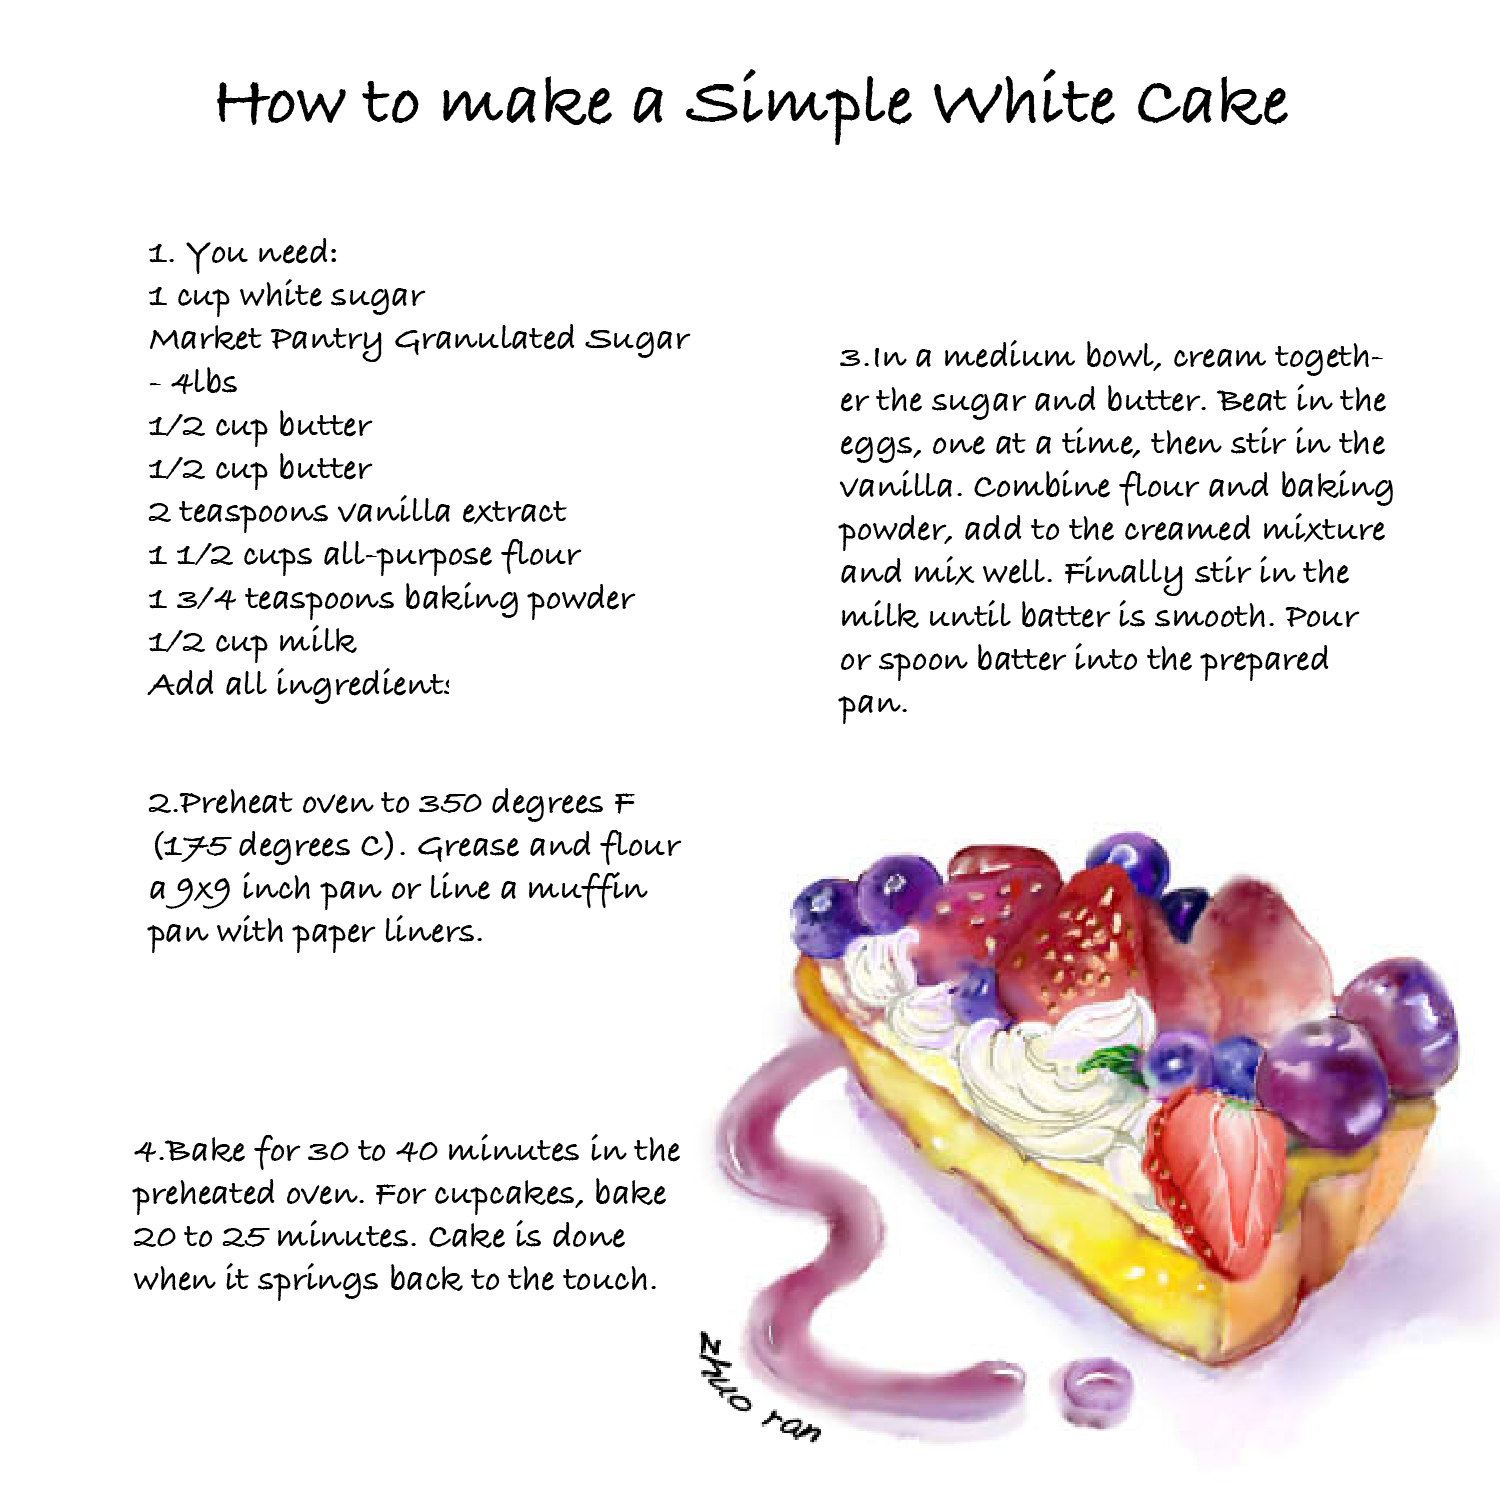 How to make a Simple White Cake
1. You need:
1 cup white sugar
Market Pantry Granulated Sugar
- 4lbs
1/2 cup butter
1/2 cup butter
2 teaspoons vanilla extract
1 1/2 cups all-purpose flour
1 3/4 teaspoons baking powder
1/2 cup milk
Add all ingredients
2.Preheat oven to 350 degrees F
(175 degrees C). Grease and flour
a 9x9 inch pan or line a muffin
pan with paper liners.
3.In a medium bowl, cream togeth-
er the sugar and butter. Beat in the
eggs, one at a time, then stir in the
vanilla. Combine flour and baking
powder, add to the creamed mixture
and mix well. Finally stir in the
milk until batter is smooth. Pour
or spoon batter into the prepared
pan.
4.Bake for 30 to 40 minutes in the
preheated oven. For cupcakes, bake
20 to 25 minutes. Cake is done
when it springs back to the touch.
zhuo ran